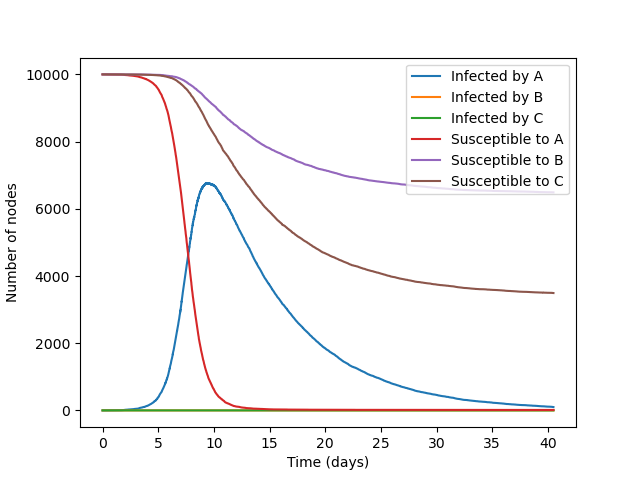 10000
8000
6000
4000
2000
0
Number of nodes
Infected by A
Infected by B
Infected by C
Susceptible to A
Susceptible to B
Susceptible to C
0 5 10 15 20 25 30 35 40
Time (days)